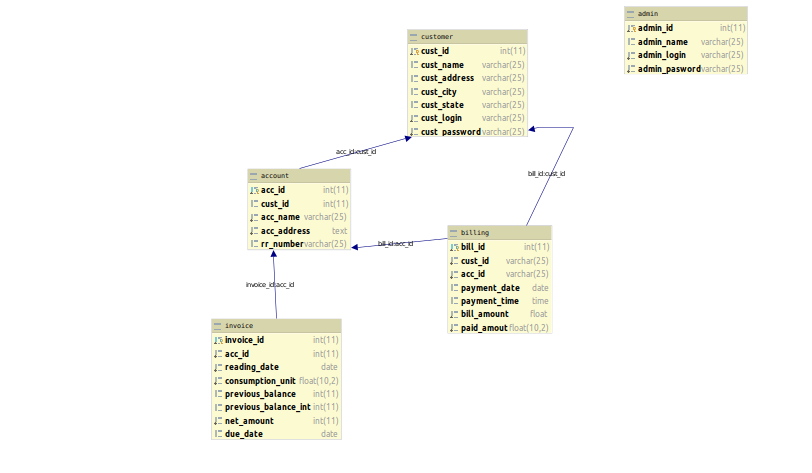 admin
admin_id int(11)
admin_name varchar(25)
admin_login varchar(25)
admin_pasword varchar(25)
customer
cust_id int(11)
cust_name varchar(25)
cust_address varchar(25)
cust_city varchar(25)
cust_state varchar(25)
cust_login varchar(25)
cust_password varchar(25)
acc_id:cust_id
bill_id:cust_id
account
acc_id int(11)
cust_id int(11)
acc_name varchar(25)
acc_address text
rr_number varchar(25)
billing
bill_id int(11)
cust_id varchar(25)
acc_id varchar(25)
payment_date date
payment_time time
bill_amount float
paid_amout float(10,2)
bill_id:acc_id
invoice_id:acc_id
invoice
invoice_id int(11)
acc_id int(11)
reading_date date
consumption_unit float(10,2)
previous_balance int(11)
previous_balance_int int(11)
net_amount int(11)
due_date date